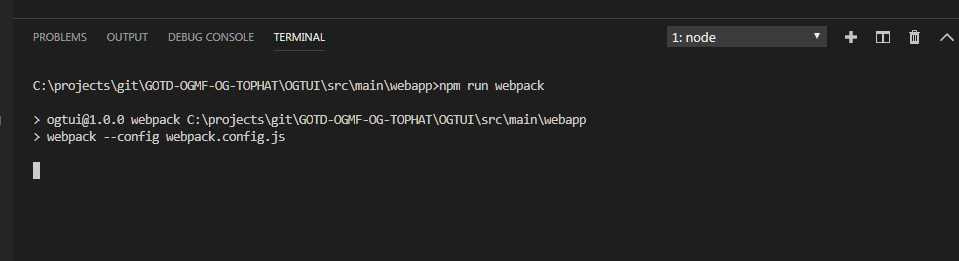 PROBLEMS OUTPUT DEBUG CONSOLE TERMINAL 1: node
C:\projects\git\GOTD-OGMF-OG-TOPHAT\OGTUI\src\main\webapp>npm run webpack
> ogtui@1.0.0 webpack C:\projects\git\GOTD-OGMF-OG-TOPHAT\OGTUI\src\main\webapp
> webpack --config webpack.config.js